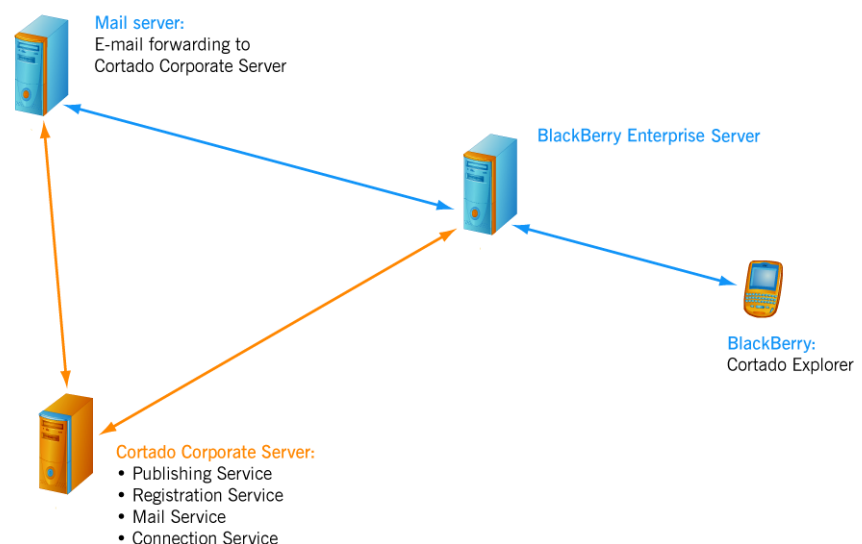 Mail server:
E-mail forwarding to
Cortado Corporate Server
BlackBerry Enterprise Server
BlackBerry:
Cortado Explorer
Cortado Corporate Server:
• Publishing Service
• Registration Service
• Mail Service
• Connection Service